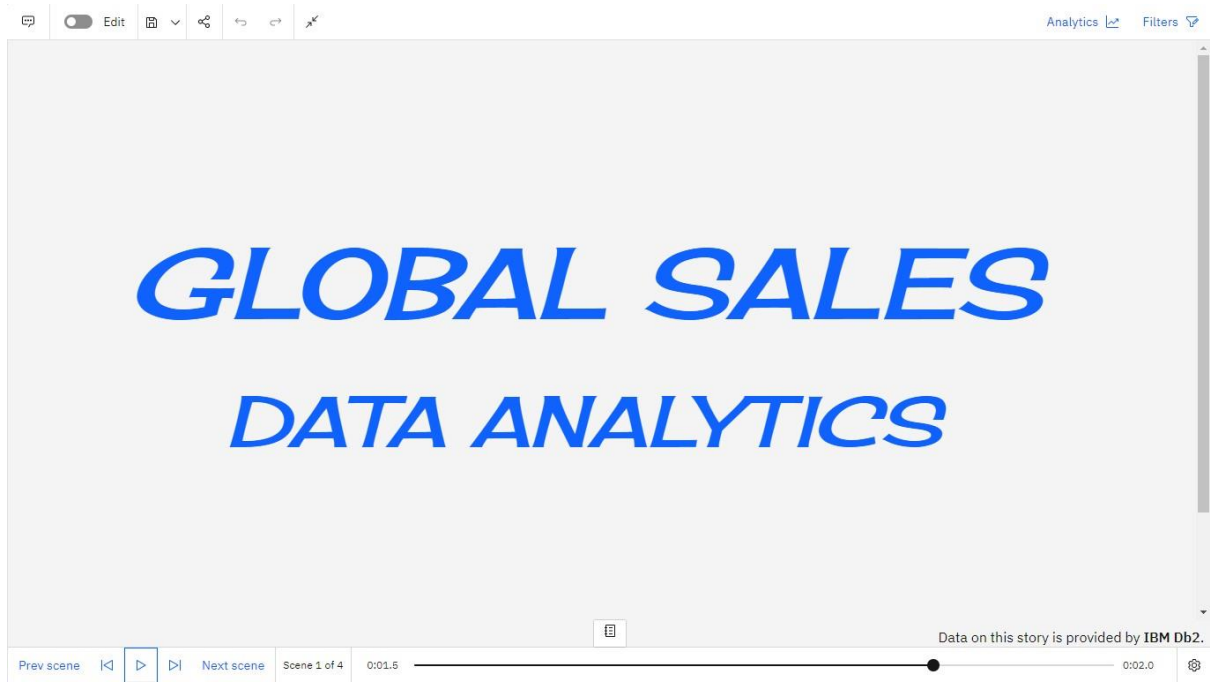 Edit
Analytics Filters
GLOBAL SALES
DATA ANALYTICS
Data on this story is provided by IBM Db2.
Prev scene Next scene Scene 1 of 4 0:01.5 0:02.0